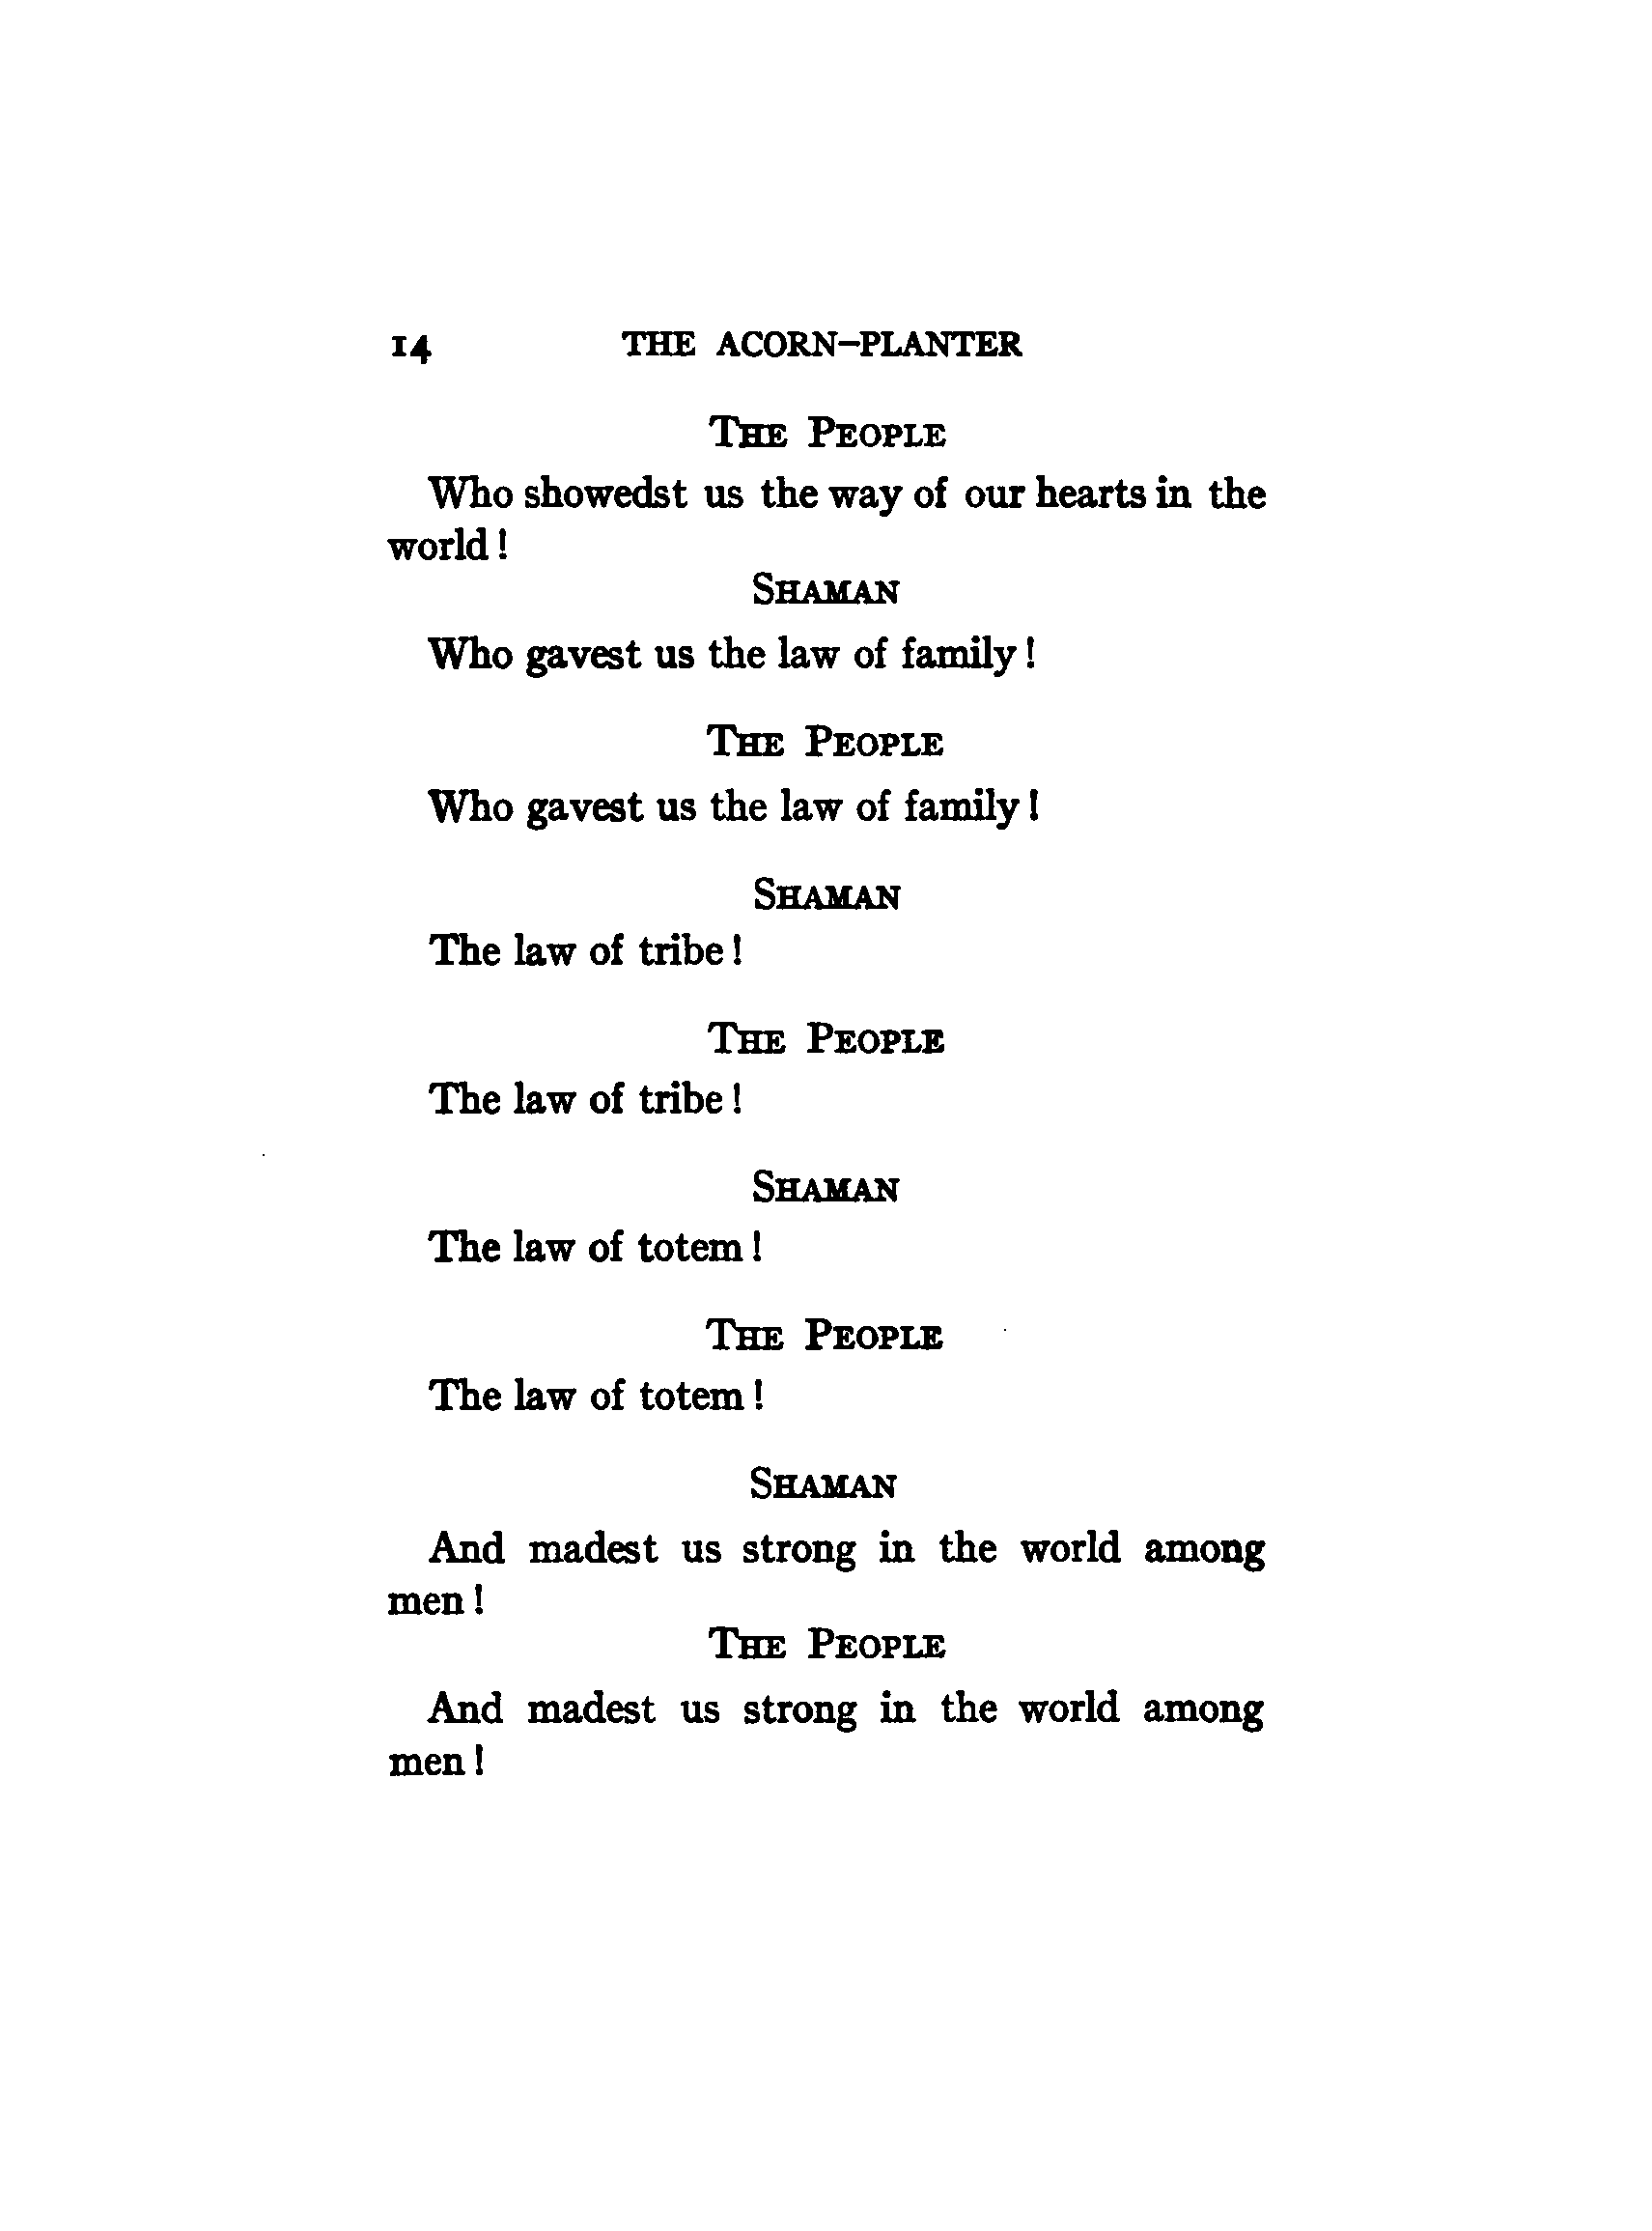 14 THE ACORN-PLANTER
THE PEOPLE
Who showedst us the way of our hearts in the
world!
SHAMAN
Who gavest us the law of family!
THE PEOPLE
Who gavest us the law of family!
SHAMAN
The law of tribe!
THE PEOPLE
The law of tribe!
SHAMAN
The law of totem!
THE PEOPLE
The law of totem!
SHAMAN
And madest us strong in the world among
men!
THE PEOPLE
And madest us strong in the world among
men!